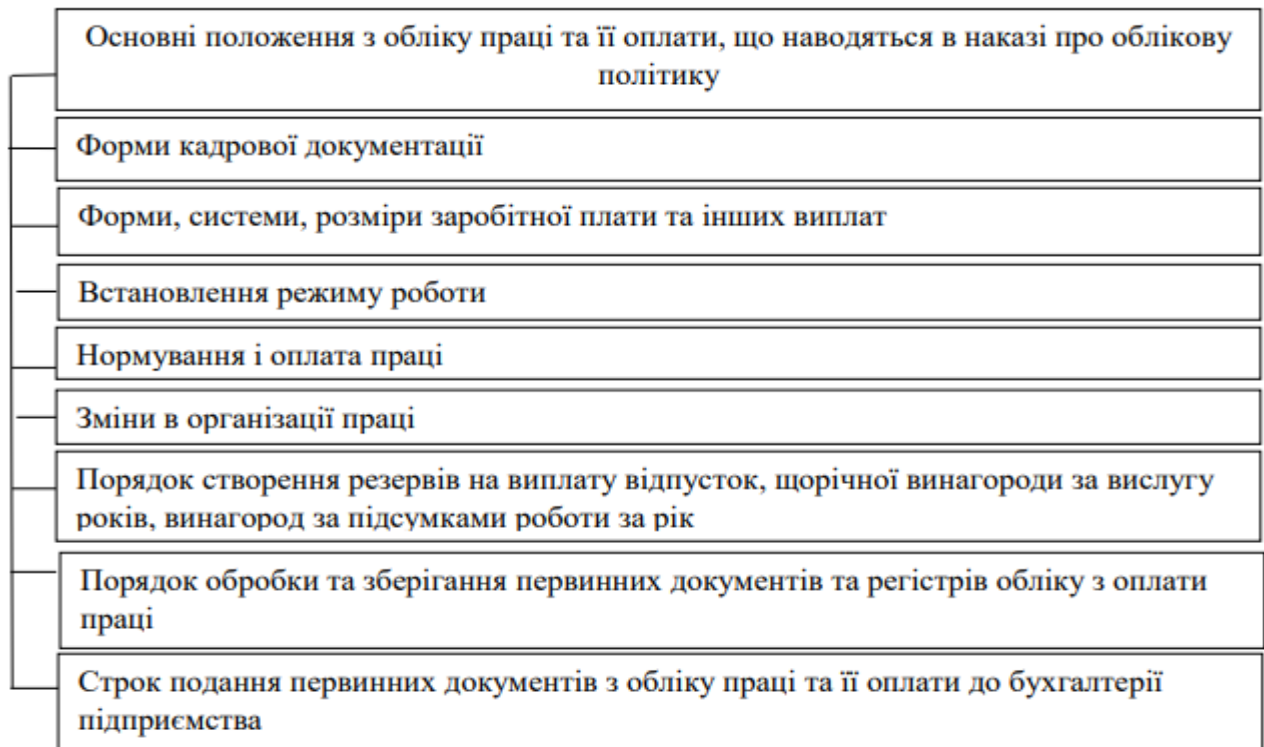 Основні положення з обліку праці та її оплати, що наводяться в наказі про облікову
політику
Форми кадрової документації
Форми, системи, розміри заробітної плати та інших виплат
Встановлення режиму роботи
Нормування і оплата праці
Зміни в організації праці
Порядок створення резервів на виплату відпусток, щорічної винагороди за вислугу
років, винагород за підсумками роботи за рік
Порядок обробки та зберігання первинних документів та регістрів обліку з оплати
праці
Строк подання первинних документів з обліку праці та її оплати до бухгалтерії
підприємства